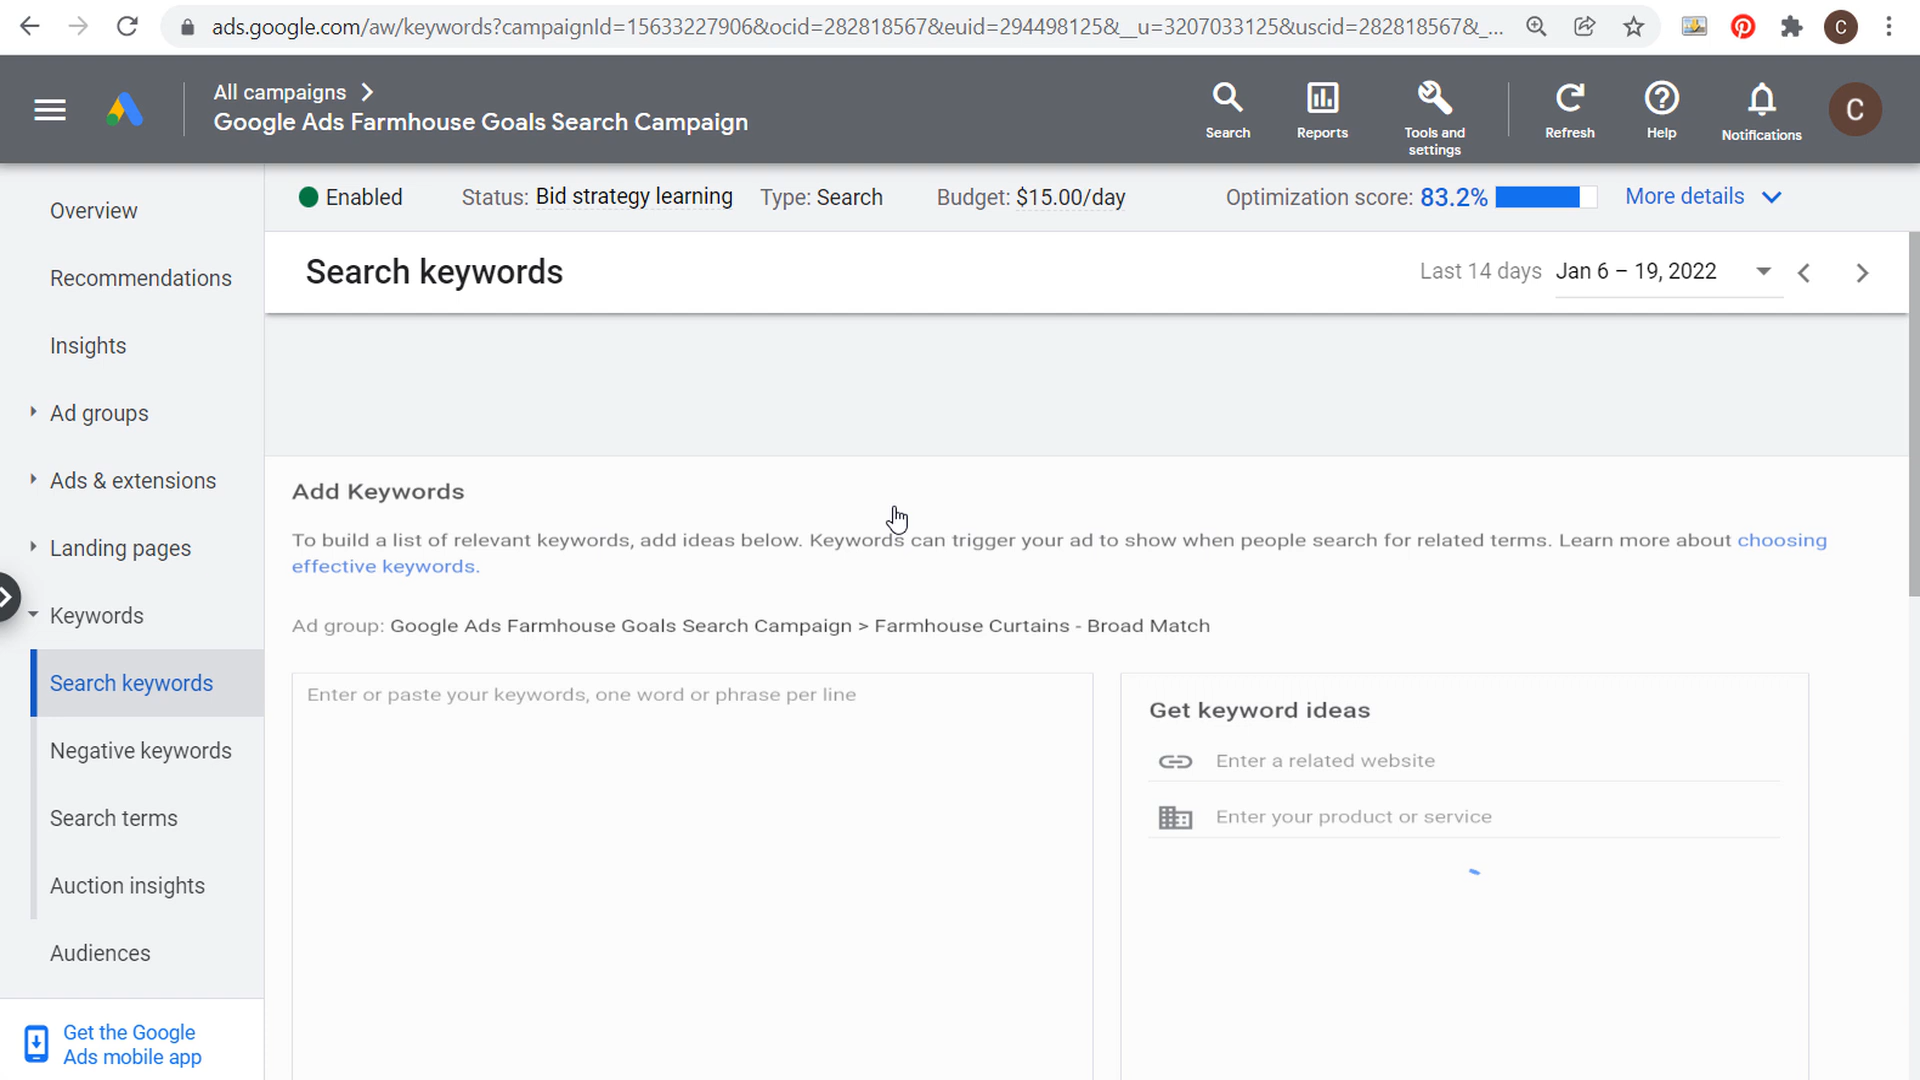 ads.google.com/aw/keywords?campaignId=15633227906&ocid=282818567&euid=294498125&__u=3207033125&uscid=282818567&_...
C
All campaigns
Google Ads Farmhouse Goals Search Campaign
Search
Reports
Tools and settings
Refresh
Help
Notifications
C
Enabled
Status: Bid strategy learning
Type: Search
Budget: $15.00/day
Optimization score: 83.2%
More details
Overview
Recommendations
Insights
Ad groups
Ads & extensions
Landing pages
Keywords
Search keywords
Negative keywords
Search terms
Auction insights
Audiences
Get the Google
Ads mobile app
Search keywords
Last 14 days Jan 6 – 19, 2022
Add Keywords
To build a list of relevant keywords, add ideas below. Keywords can trigger your ad to show when people search for related terms. Learn more about choosing
effective keywords.
Ad group: Google Ads Farmhouse Goals Search Campaign > Farmhouse Curtains - Broad Match
Enter or paste your keywords, one word or phrase per line
Get keyword ideas
Enter a related website
Enter your product or service